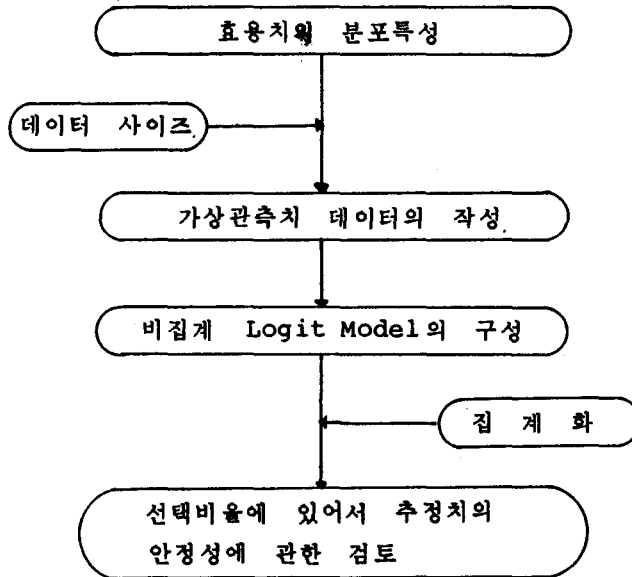 효용치의 분포특성
데이터 사이즈
가상관측치 데이터의 작성
비집계 Logit Model의 구성
집 계 화
선택비율에 있어서 추정치의
안정성에 관한 검토